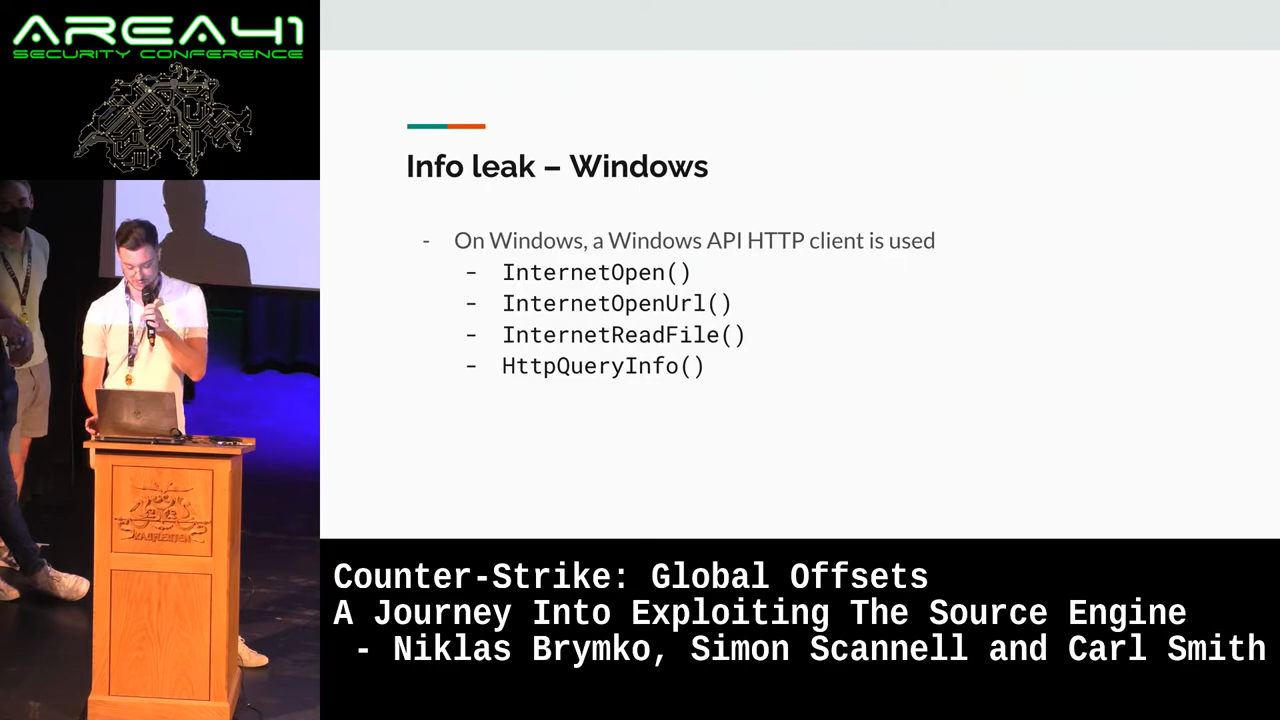 AREA41
SECURITY CONFERENCE
Info leak – Windows
- On Windows, a Windows API HTTP client is used
- InternetOpen()
- InternetOpenUrl()
- InternetReadFile()
- HttpQueryInfo()
KAUFLEUTEN
Counter-Strike: Global Offsets
A Journey Into Exploiting The Source Engine
- Niklas Brymko, Simon Scannell and Carl Smith